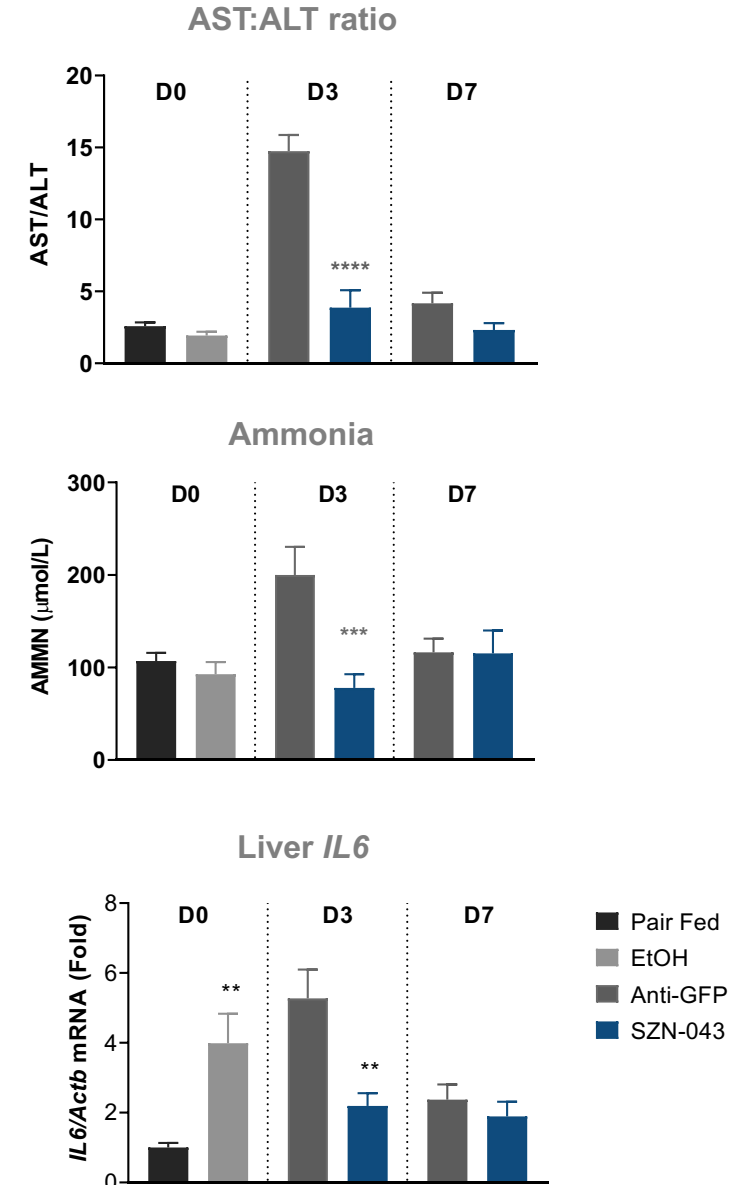 AST:ALT ratio
20
15
10
5
0
AST/ALT
D0
D3
D7
****
Ammonia
300
200
100
0
AMMN (μmol/L)
D0
D3
D7
***
Liver IL6
8
6
4
2
0
IL6/Actb mRNA (Fold)
D0
D3
D7
**
**
Pair Fed
EtOH
Anti-GFP
SZN-043